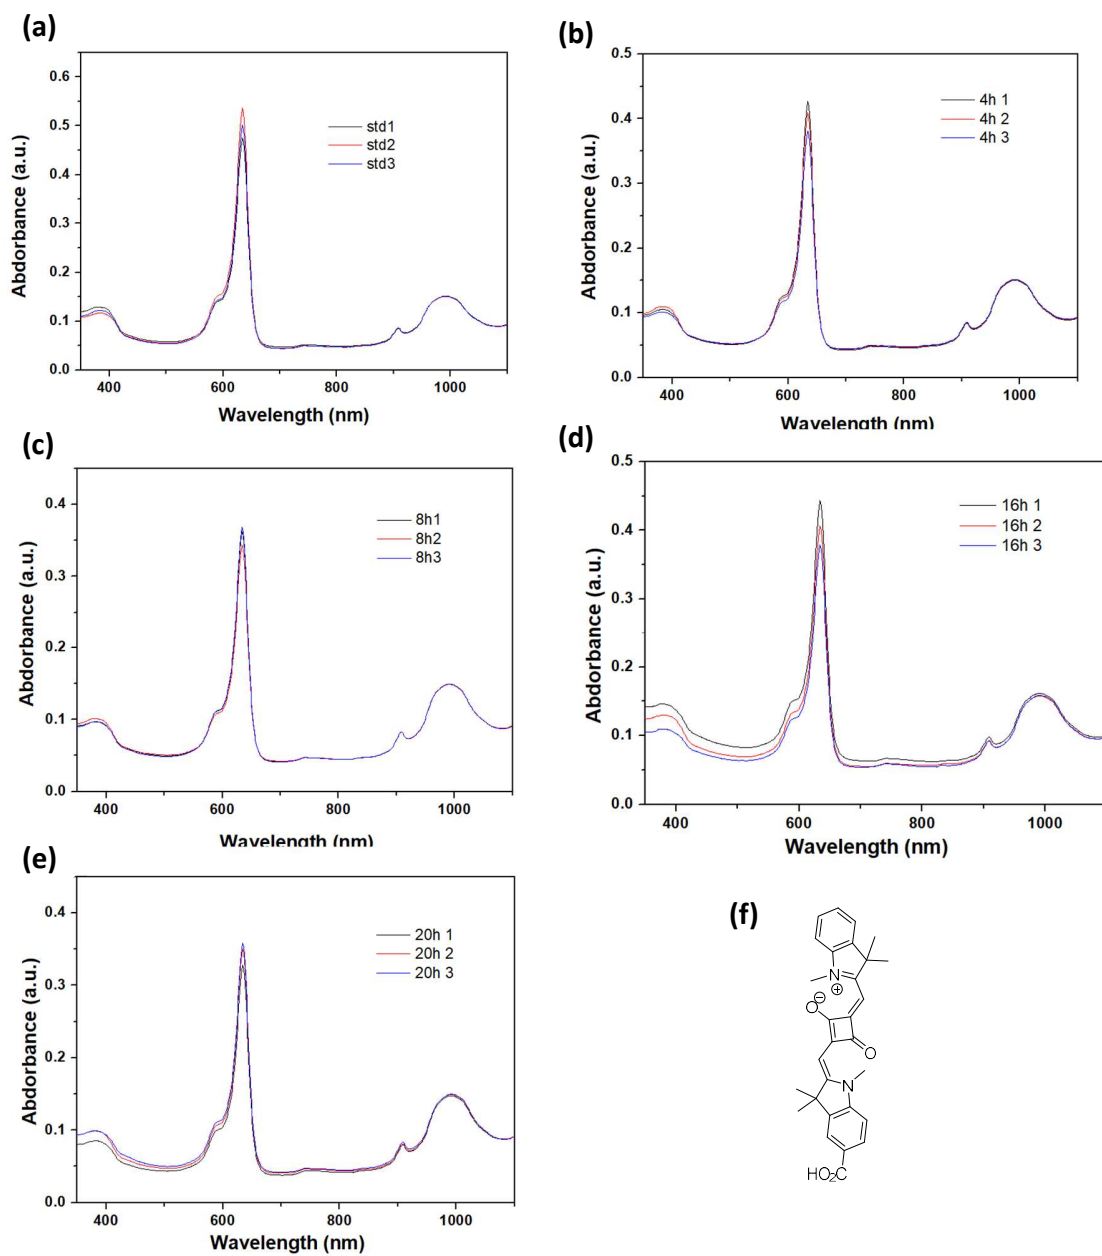 (a)
0.6
0.5
0.4
0.3
0.2
0.1
0.0
Abdorbance (a.u.)
std1
std2
std3
400 600 800 1000
Wavelength (nm)
(b)
0.5
0.4
0.3
0.2
0.1
0.0
Abdorbance (a.u.)
4h 1
4h 2
4h 3
400 600 800 1000
Wavelength (nm)
(c)
0.4
0.3
0.2
0.1
0.0
Abdorbance (a.u.)
8h1
8h2
8h3
400 600 800 1000
Wavelength (nm)
(d)
0.5
0.4
0.3
0.2
0.1
0.0
Abdorbance (a.u.)
16h 1
16h 2
16h 3
400 600 800 1000
Wavelength (nm)
(e)
0.4
0.3
0.2
0.1
0.0
Abdorbance (a.u.)
20h 1
20h 2
20h 3
400 600 800 1000
Wavelength (nm)
(f)
N
+
−
O
O
N
HO2C